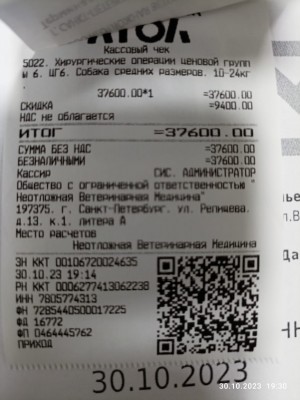 АТОЛ
Кассовый чек
5022. Хирургические операции ценовой групп
ы 6. ЦГ6. Собака средних размеров. 10-24кг
.
37600.00*1 =37600.00
СКИДКА =9400.00
НДС не облагается
ИТОГ =37600.00
СУММА БЕЗ НДС =37600.00
БЕЗНАЛИЧНЫМИ =37600.00
Кассир СИС. АДМИНИСТРАТОР
Общество с ограниченной ответственностью "
Неотложная Ветеринарная Медицина"
197375. г. Санкт-Петербург. ул. Репищева.
д.13. к.1. литера А
Место расчетов
Неотложная Ветеринарная Медицина
ЗН ККТ 00106720024635
30.10.23 19:14
РН ККТ 0006277413062238
ИНН 7805774313
ФН 7285440500017225
ФД 16772
ФП 0464445762
ПРИХОД
30.10.2023
30.10.2023 19:30